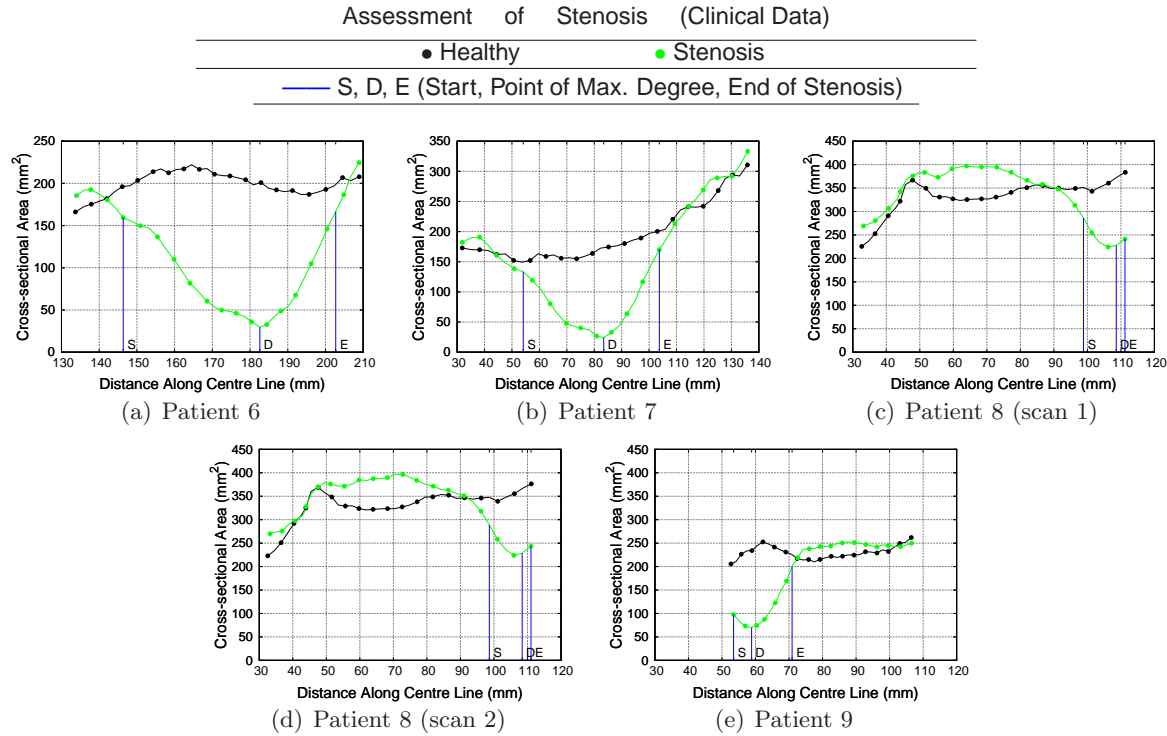 Assessment of Stenosis (Clinical Data)
Healthy Stenosis
S, D, E (Start, Point of Max. Degree, End of Stenosis)
Cross-sectional Area (mm²)
250
200
150
100
50
0
S D E
130 140 150 160 170 180 190 200 210
Distance Along Centre Line (mm)
(a) Patient 6
Cross-sectional Area (mm²)
350
300
250
200
150
100
50
0
S D E
30 40 50 60 70 80 90 100 110 120 130 140
Distance Along Centre Line (mm)
(b) Patient 7
Cross-sectional Area (mm²)
450
400
350
300
250
200
150
100
50
0
S DE
30 40 50 60 70 80 90 100 110 120
Distance Along Centre Line (mm)
(c) Patient 8 (scan 1)
Cross-sectional Area (mm²)
450
400
350
300
250
200
150
100
50
0
S DE
30 40 50 60 70 80 90 100 110 120
Distance Along Centre Line (mm)
(d) Patient 8 (scan 2)
Cross-sectional Area (mm²)
450
400
350
300
250
200
150
100
50
0
S D E
30 40 50 60 70 80 90 100 110 120
Distance Along Centre Line (mm)
(e) Patient 9